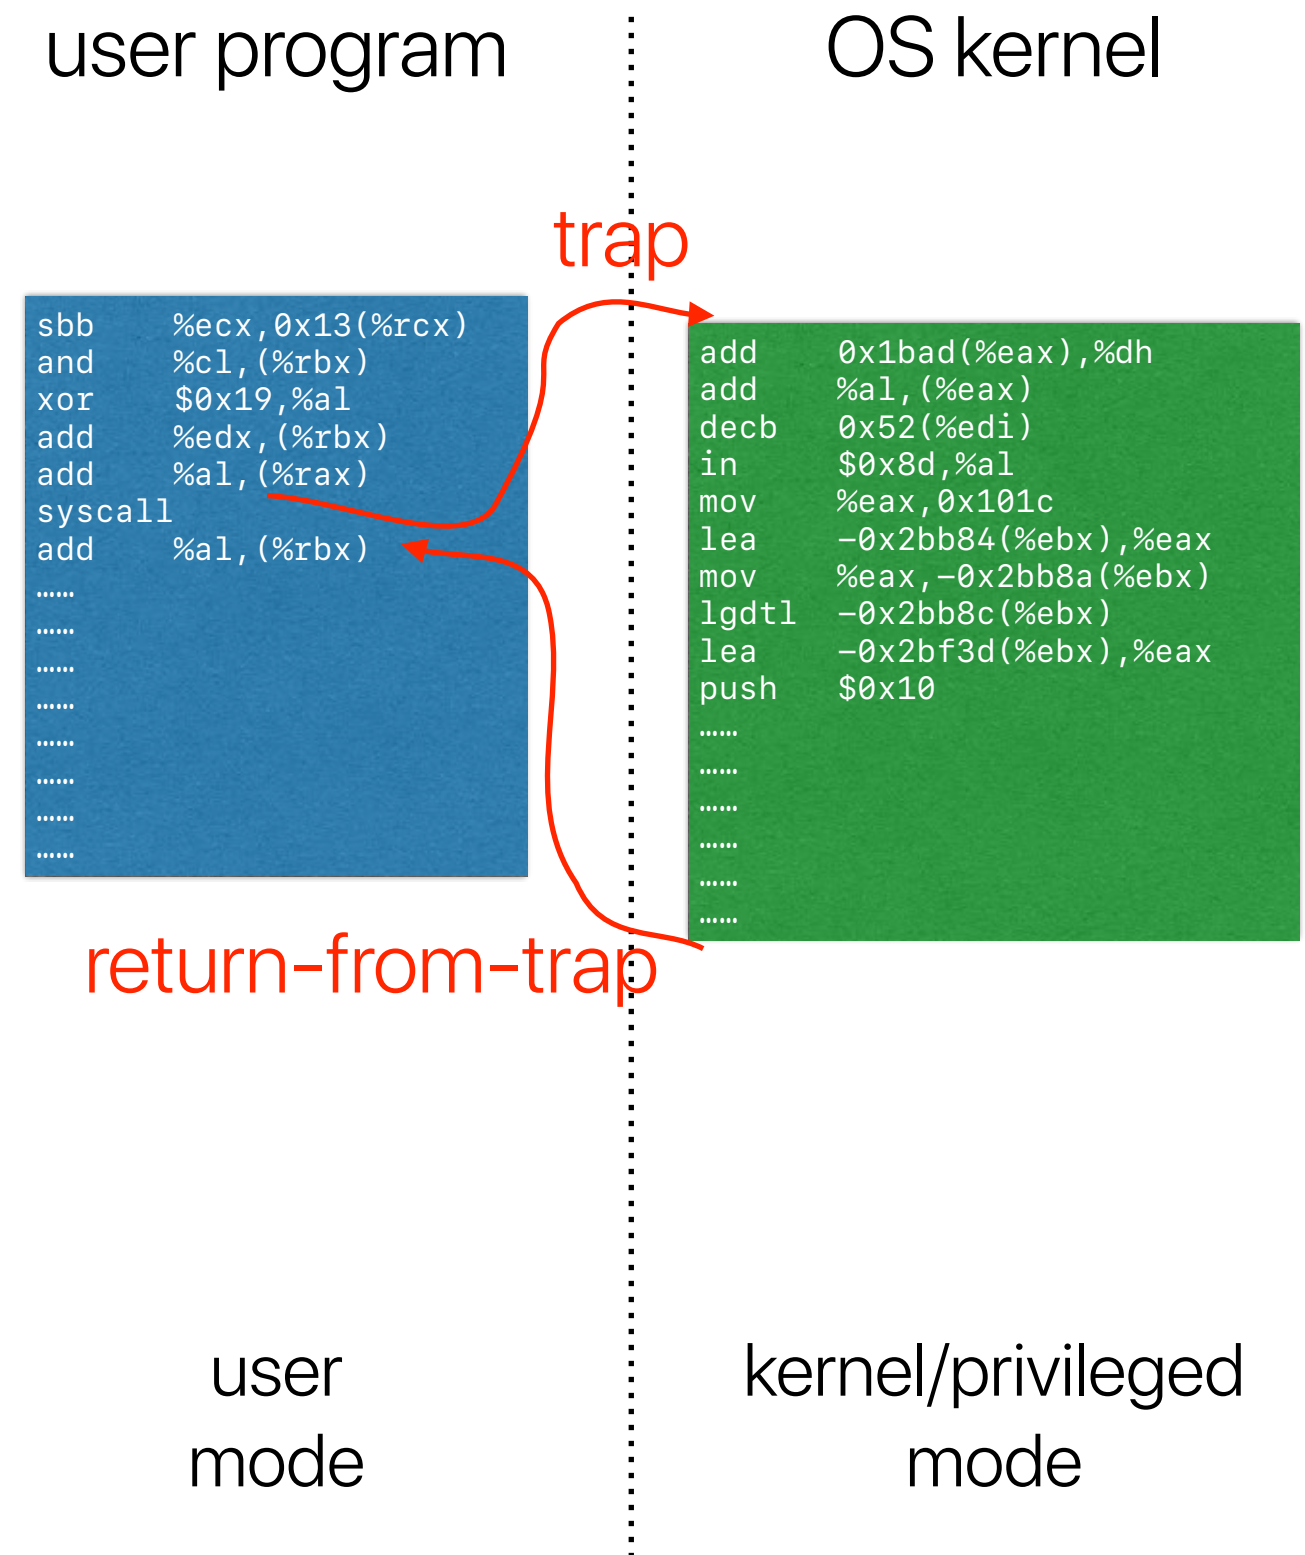 user program
OS kernel
trap
sbb %ecx,0x13(%rcx)
and %cl,(%rbx)
xor $0x19,%al
add %edx,(%rbx)
add %al,(%rax)
syscall
add %al,(%rbx)
……
……
……
……
……
……
……
……
add 0x1bad(%eax),%dh
add %al,(%eax)
decb 0x52(%edi)
in $0x8d,%al
mov %eax,0x101c
lea -0x2bb84(%ebx),%eax
mov %eax,-0x2bb8a(%ebx)
lgdtl -0x2bb8c(%ebx)
lea -0x2bf3d(%ebx),%eax
push $0x10
……
……
……
……
……
……
return-from-trap
user
mode
kernel/privileged
mode